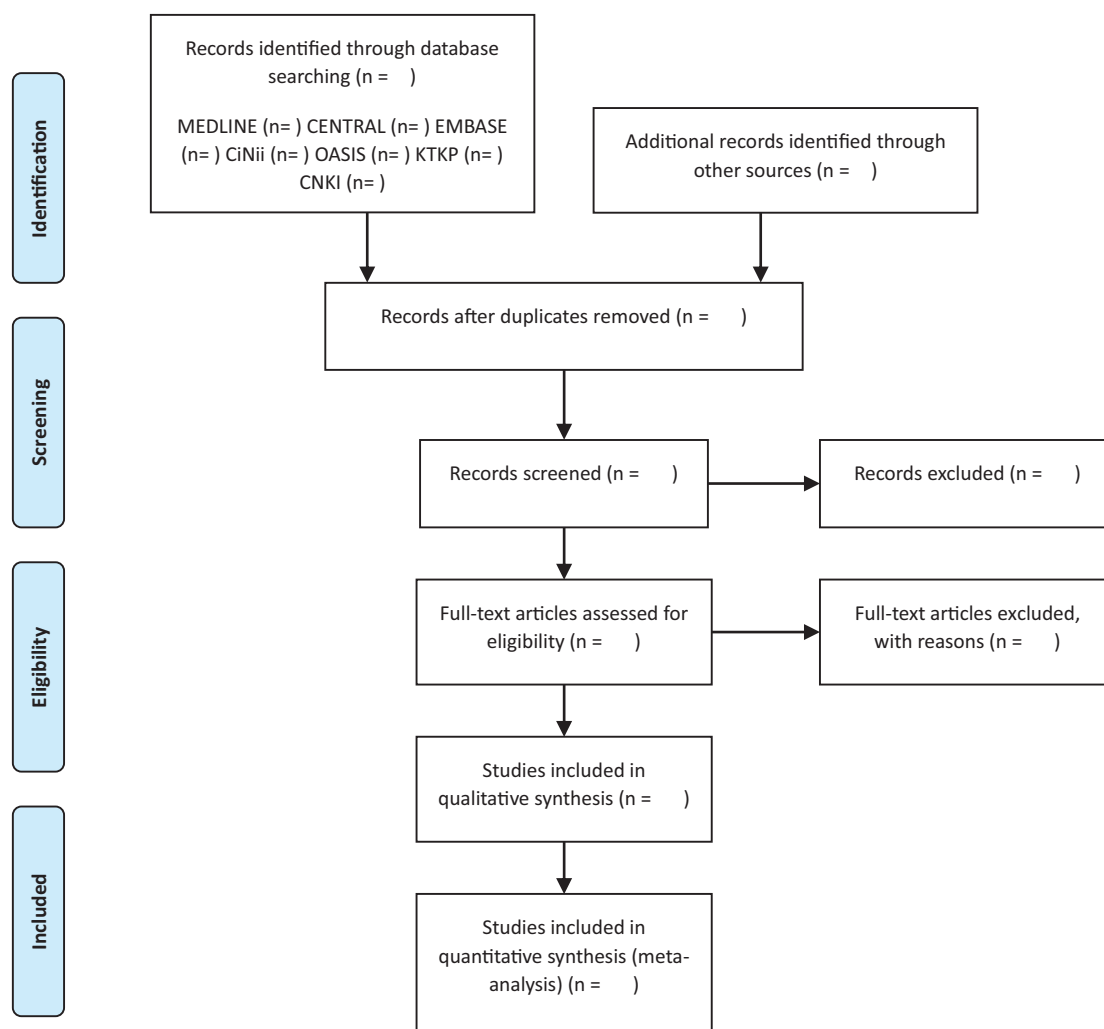 Identification
Records identified through database
searching (n = )
MEDLINE (n= ) CENTRAL (n= ) EMBASE
(n= ) CiNii (n= ) OASIS (n= ) KTKP (n= )
CNKI (n= )
Additional records identified through
other sources (n = )
Records after duplicates removed (n = )
Screening
Records screened (n = )
Records excluded (n = )
Eligibility
Full-text articles assessed for
eligibility (n = )
Full-text articles excluded,
with reasons (n = )
Studies included in
qualitative synthesis (n = )
Included
Studies included in
quantitative synthesis (meta-
analysis) (n = )